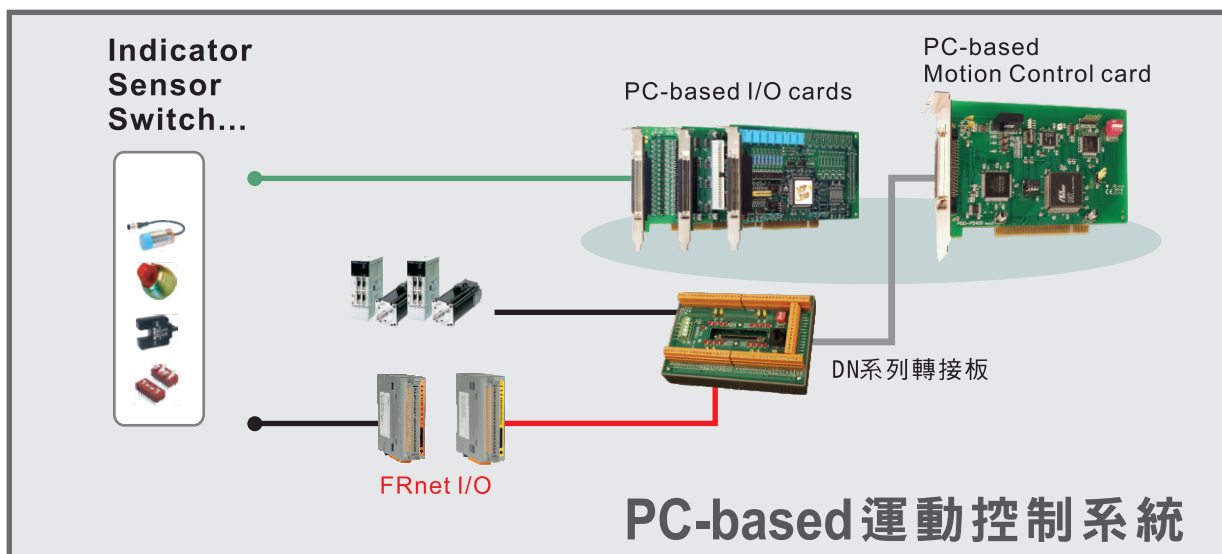 Indicator
Sensor
Switch...
PC-based I/O cards
PC-based
Motion Control card
DN系列轉接板
FRnet I/O
PC-based運動控制系統